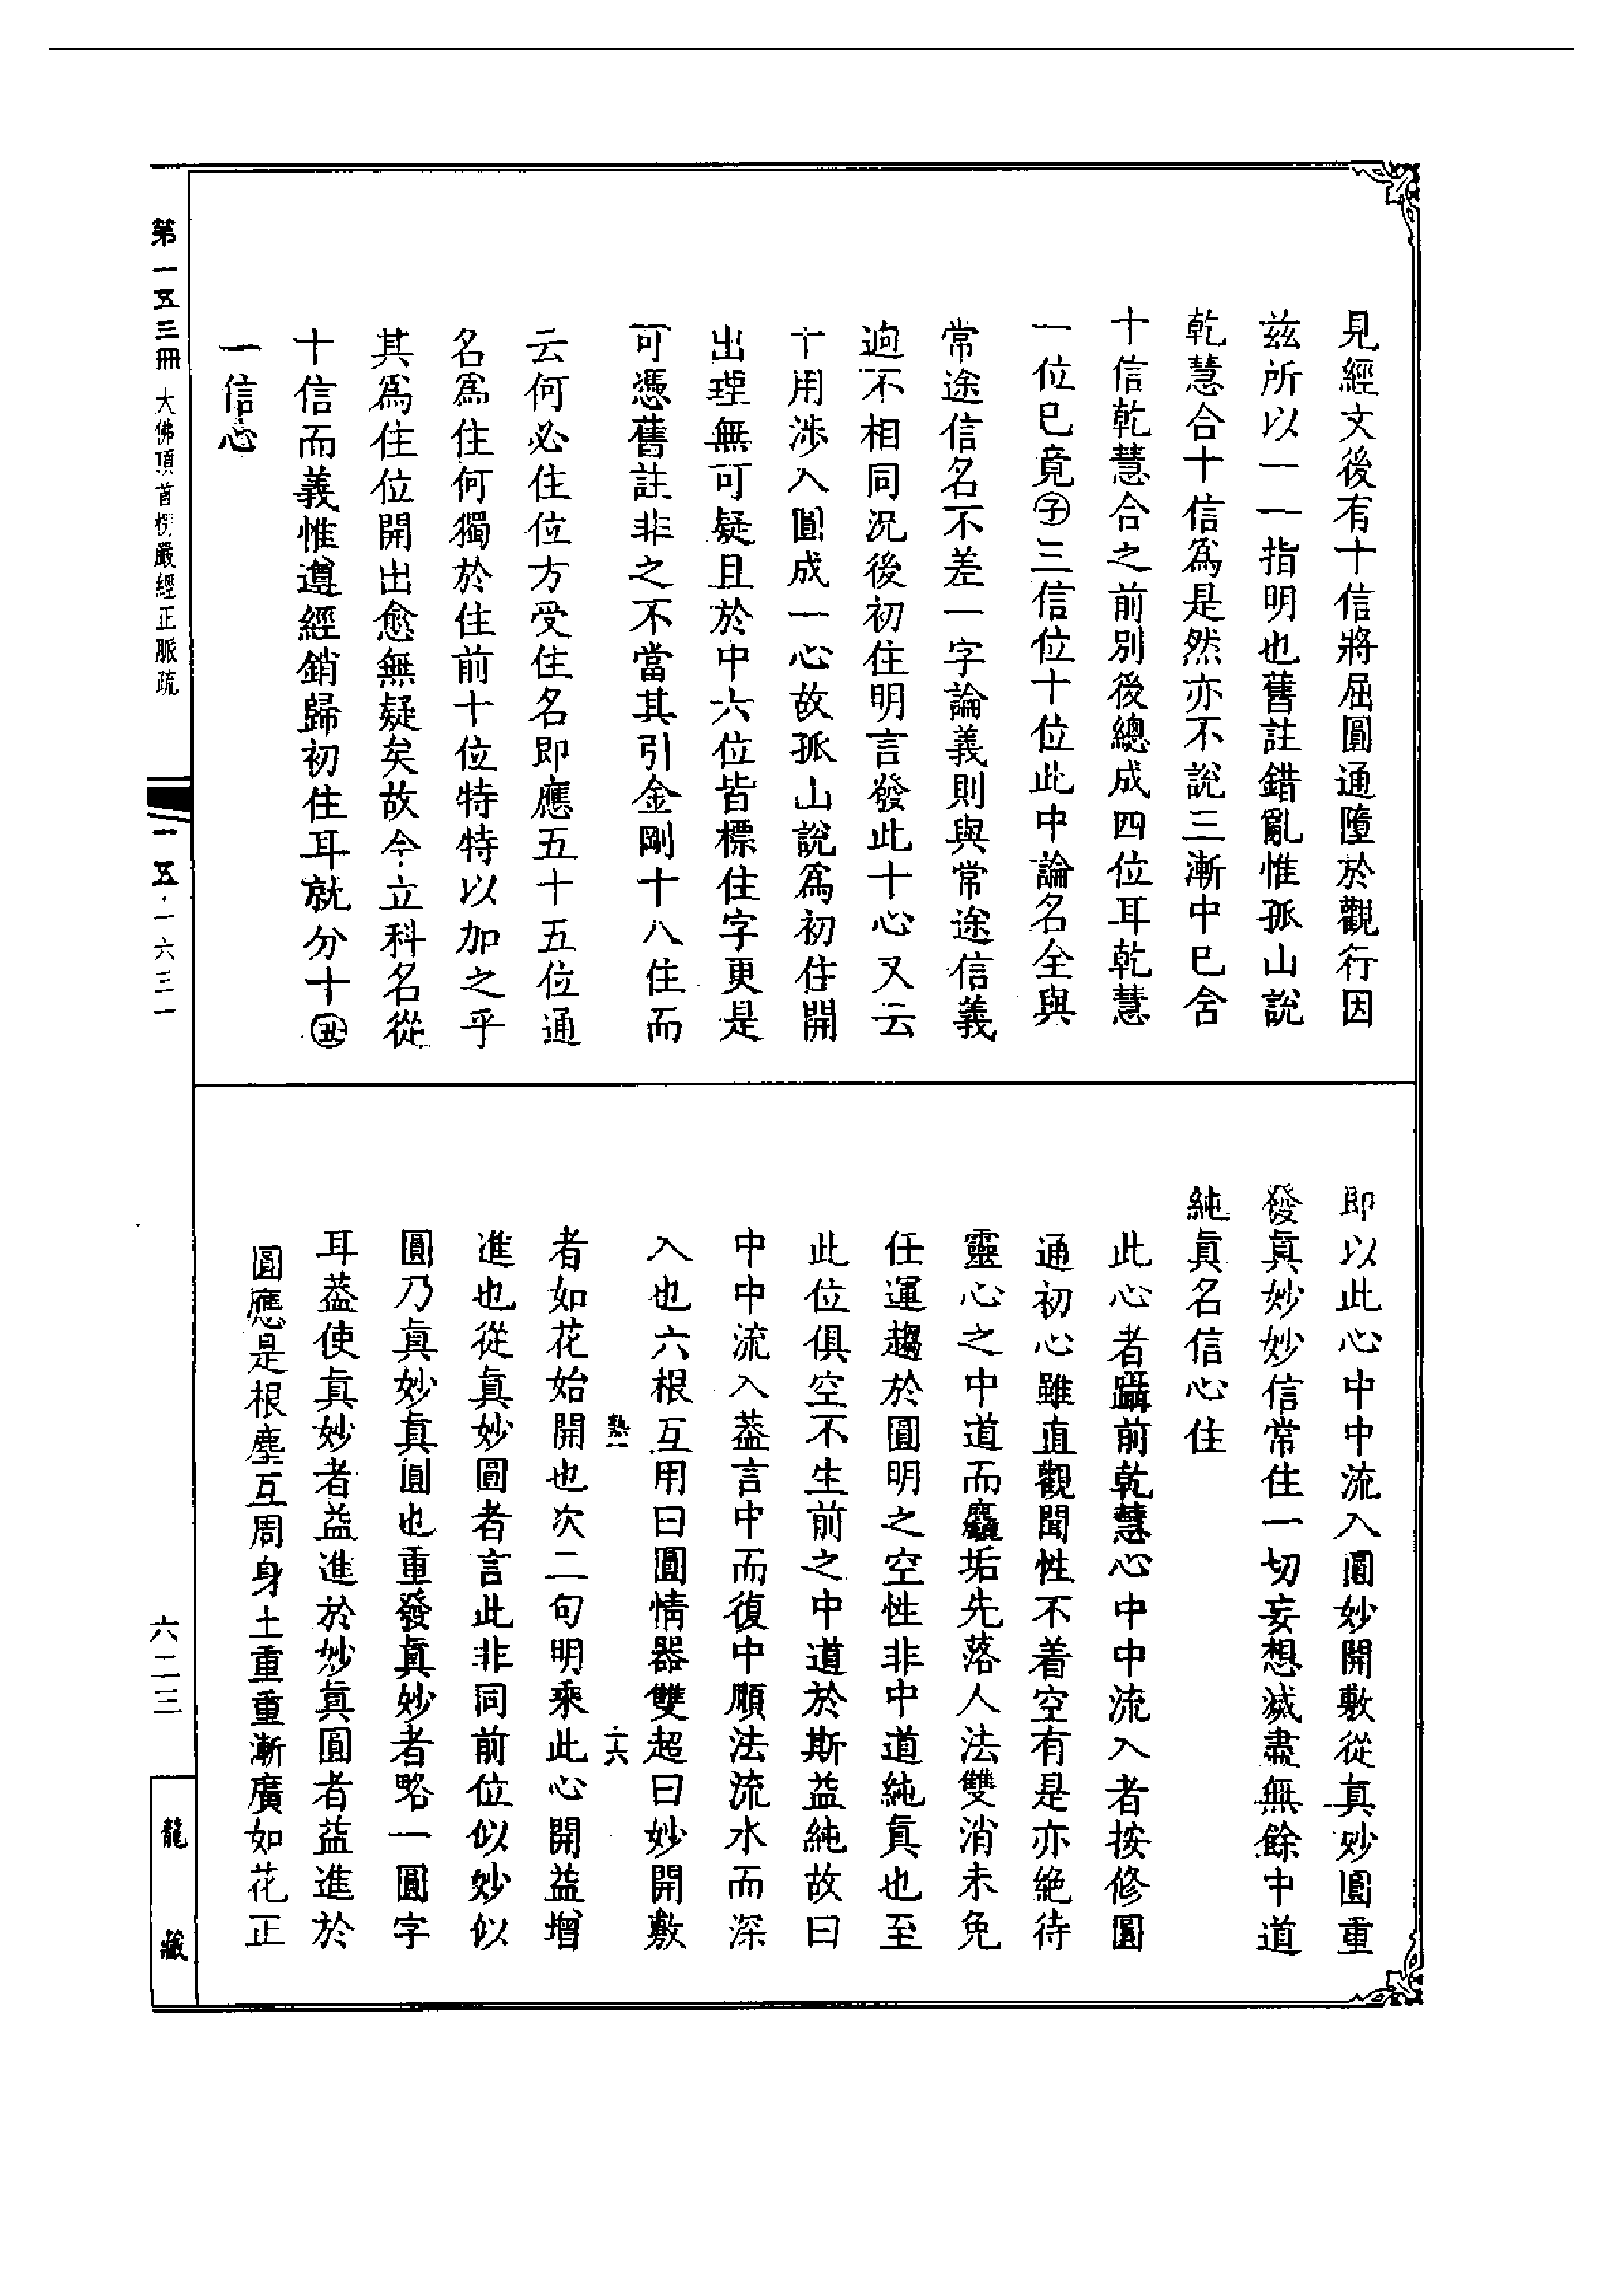 見經文後有十信將屈圓通墮於觀行因
茲所以一一指明也舊註錯亂惟孤山說
乾慧合十信爲是然亦不說三漸中巳含
十信乾慧合之前別後總成四位耳乾慧
一位巳竟㊗子三信位十位此中論名全與
常途信名不差一字論義則與常途信義
逈不相同況後初住明言發此十心又云
十用涉入圓成一心故孤山說爲初住開
出理無可疑且於中六位皆標住字更是
可憑舊註非之不當其引金剛十八住而
云何必住位方受住名即應五十五位通
名爲住何獨於住前十位特特以加之乎
其爲住位開出愈無疑矣故今立科名從
十信而義惟遵經銷歸初住耳就分十丑
一信心
即以此心中中流入圓妙開敷從真妙圓重
發眞妙妙信常住一切妄想滅盡無餘中道
純眞名信心住
此心者躡前乾慧心中中流入者按修圓
通初心雖直觀聞性不着空有是亦絶待
靈心之中道而麤垢先落人法雙消未免
任運趨於圓明之空性非中道純眞也至
此位俱空不生前之中道於斯益純故曰
中中流入葢言中而復中順法流水而深
入也六根互用曰圓情器雙超曰妙開敷
者如花始開也次二句明乘此心開益增
進也從眞妙圓者言此非同前位似妙似
圓乃眞妙眞圓也重發眞妙者略一圓字
耳葢使眞妙者益進於妙眞圓者益進於
圓應是根塵互周身土重重漸廣如花正
六
第一五三冊 大佛頂首楞嚴經正脈疏
一五·一六三一
六二三
龍藏